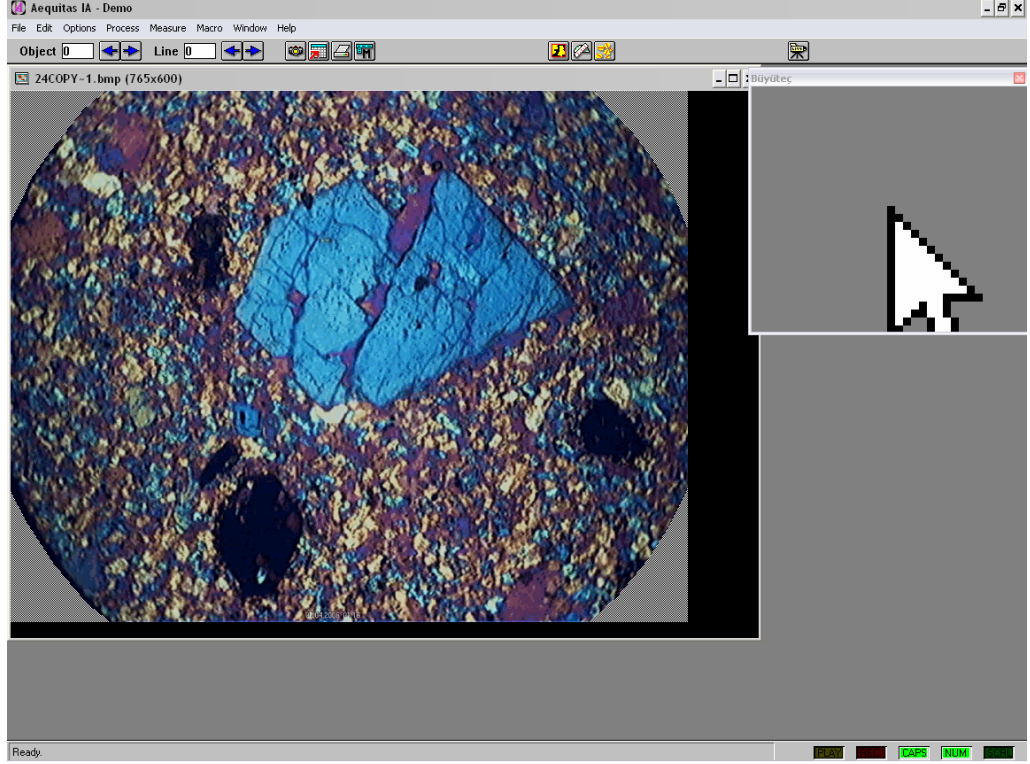 Aequitas IA - Demo
File Edit Options Process Measure Macro Window Help
Object 0 Line 0
24COPY~1.bmp (765x600)
Büyüteç
Ready.
PLAY CAPS NUM